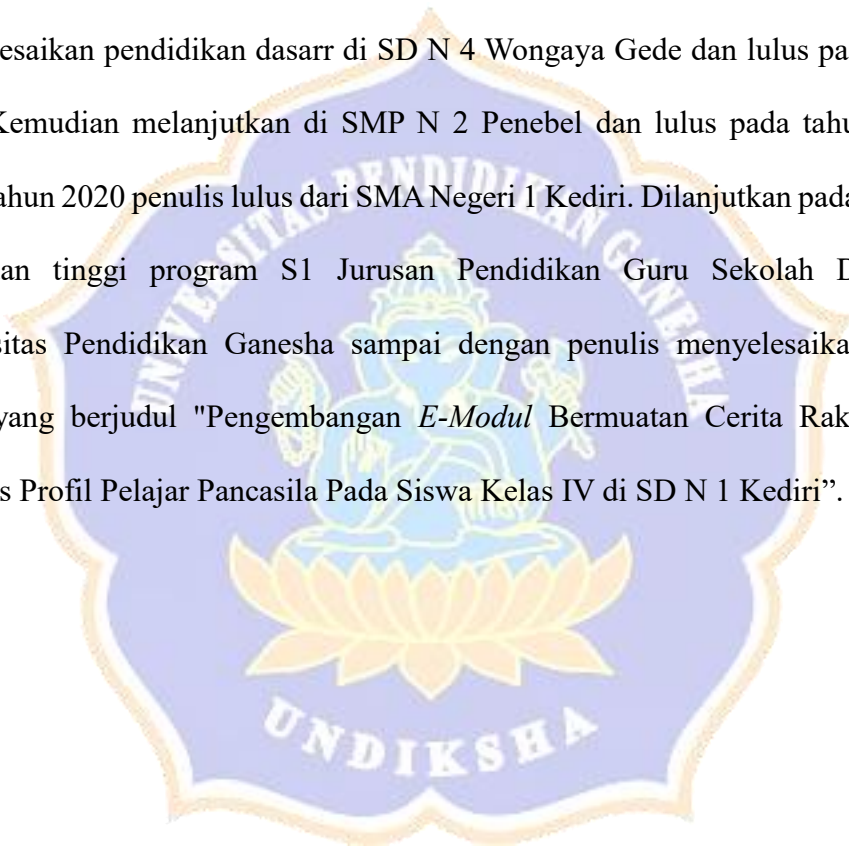 esaikan pendidikan dasarr di SD N 4 Wongaya Gede dan lulus pa
Kemudian melanjutkan di SMP N 2 Penebel dan lulus pada tahu
ahun 2020 penulis lulus dari SMA Negeri 1 Kediri. Dilanjutkan pada
an tinggi program S1 Jurusan Pendidikan Guru Sekolah D
sitas Pendidikan Ganesha sampai dengan penulis menyelesaika
yang berjudul "Pengembangan E-Modul Bermuatan Cerita Rak
s Profil Pelajar Pancasila Pada Siswa Kelas IV di SD N 1 Kediri”.
UNIVERSITAS PENDIDIKAN GANESHA
UNDIKSHA